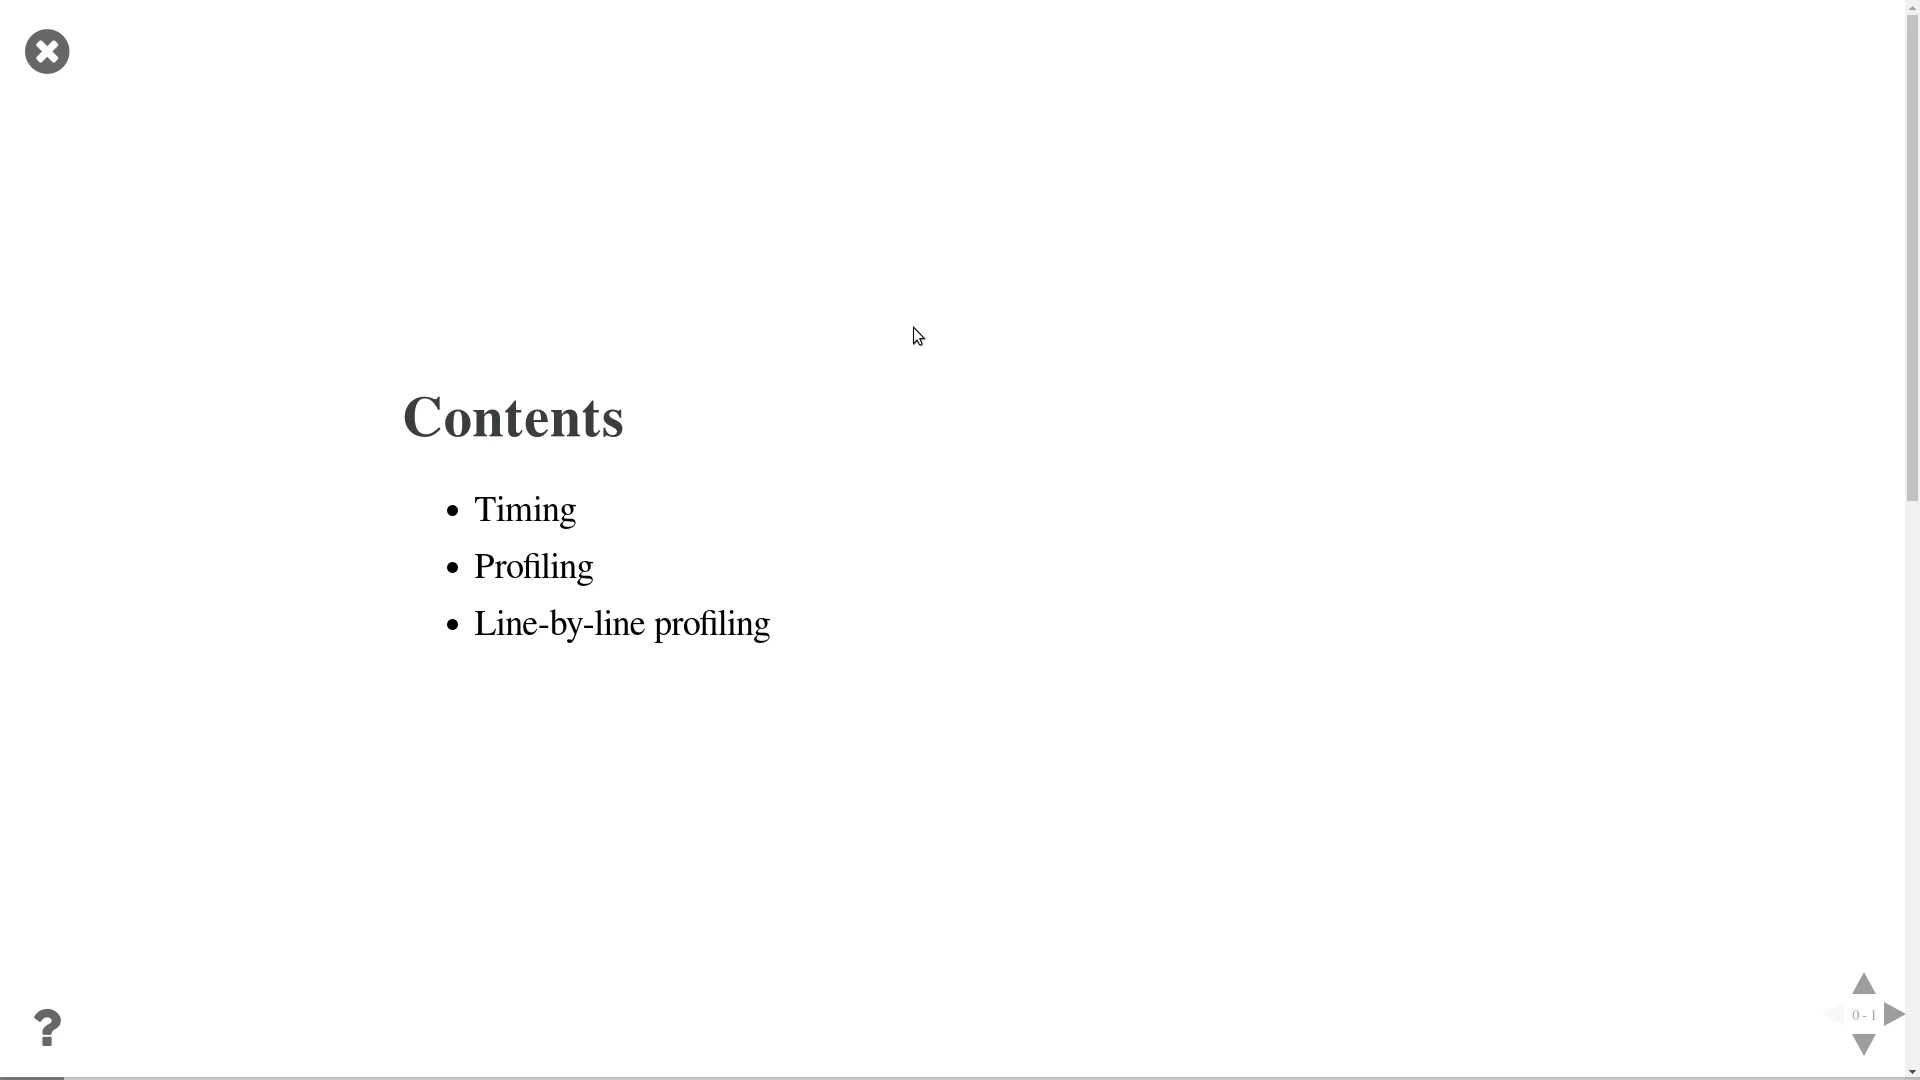 Contents
Timing
Profiling
Line-by-line profiling
?
0 - 1